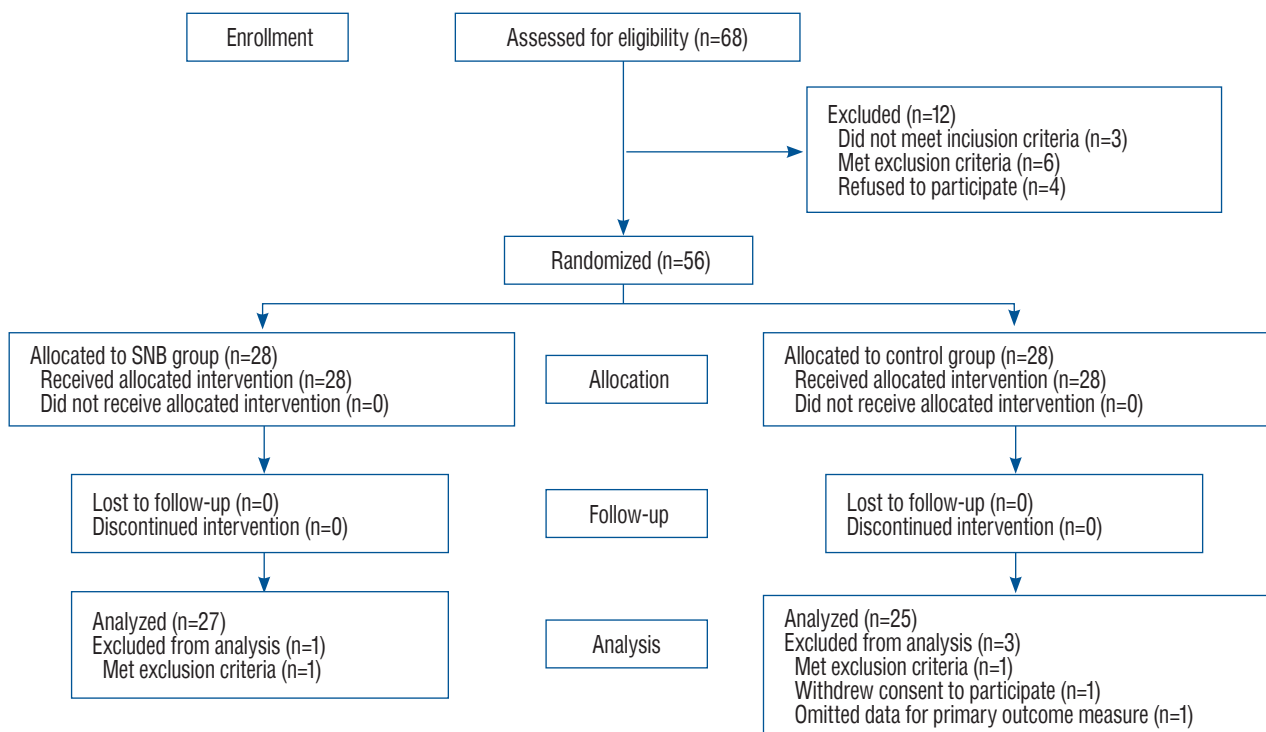 Enrollment
Assessed for eligibility (n=68)
Excluded (n=12)
Did not meet incIusion criteria (n=3)
Met exclusion criteria (n=6)
Refused to participate (n=4)
Randomized (n=56)
Allocated to SNB group (n=28)
Received allocated intervention (n=28)
Did not receive allocated intervention (n=0)
Allocation
Allocated to control group (n=28)
Received allocated intervention (n=28)
Did not receive allocated intervention (n=0)
Lost to follow-up (n=0)
Discontinued intervention (n=0)
Follow-up
Lost to follow-up (n=0)
Discontinued intervention (n=0)
Analyzed (n=27)
Excluded from analysis (n=1)
Met exclusion criteria (n=1)
Analysis
Analyzed (n=25)
Excluded from analysis (n=3)
Met exclusion criteria (n=1)
Withdrew consent to participate (n=1)
Omitted data for primary outcome measure (n=1)